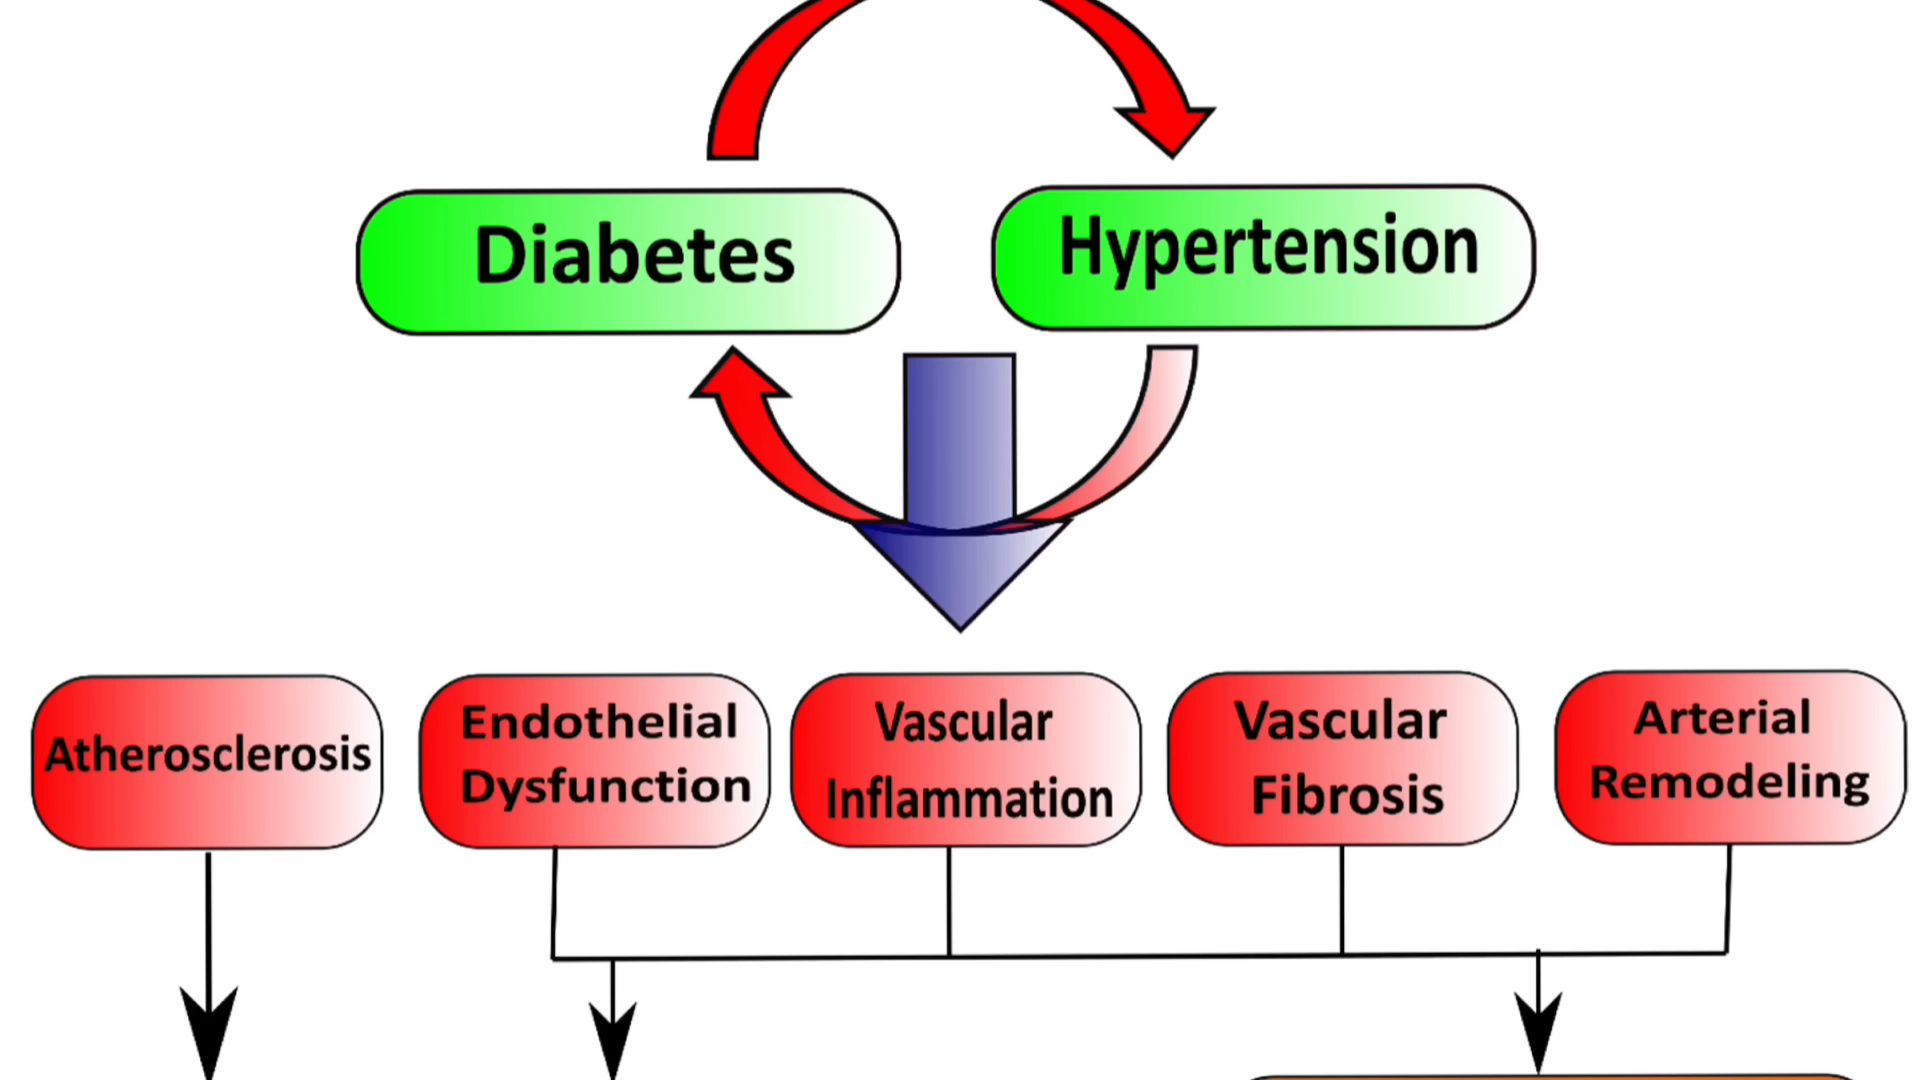 Diabetes
Hypertension
Atherosclerosis
Endothelial
Dysfunction
Vascular
Inflammation
Vascular
Fibrosis
Arterial
Remodeling